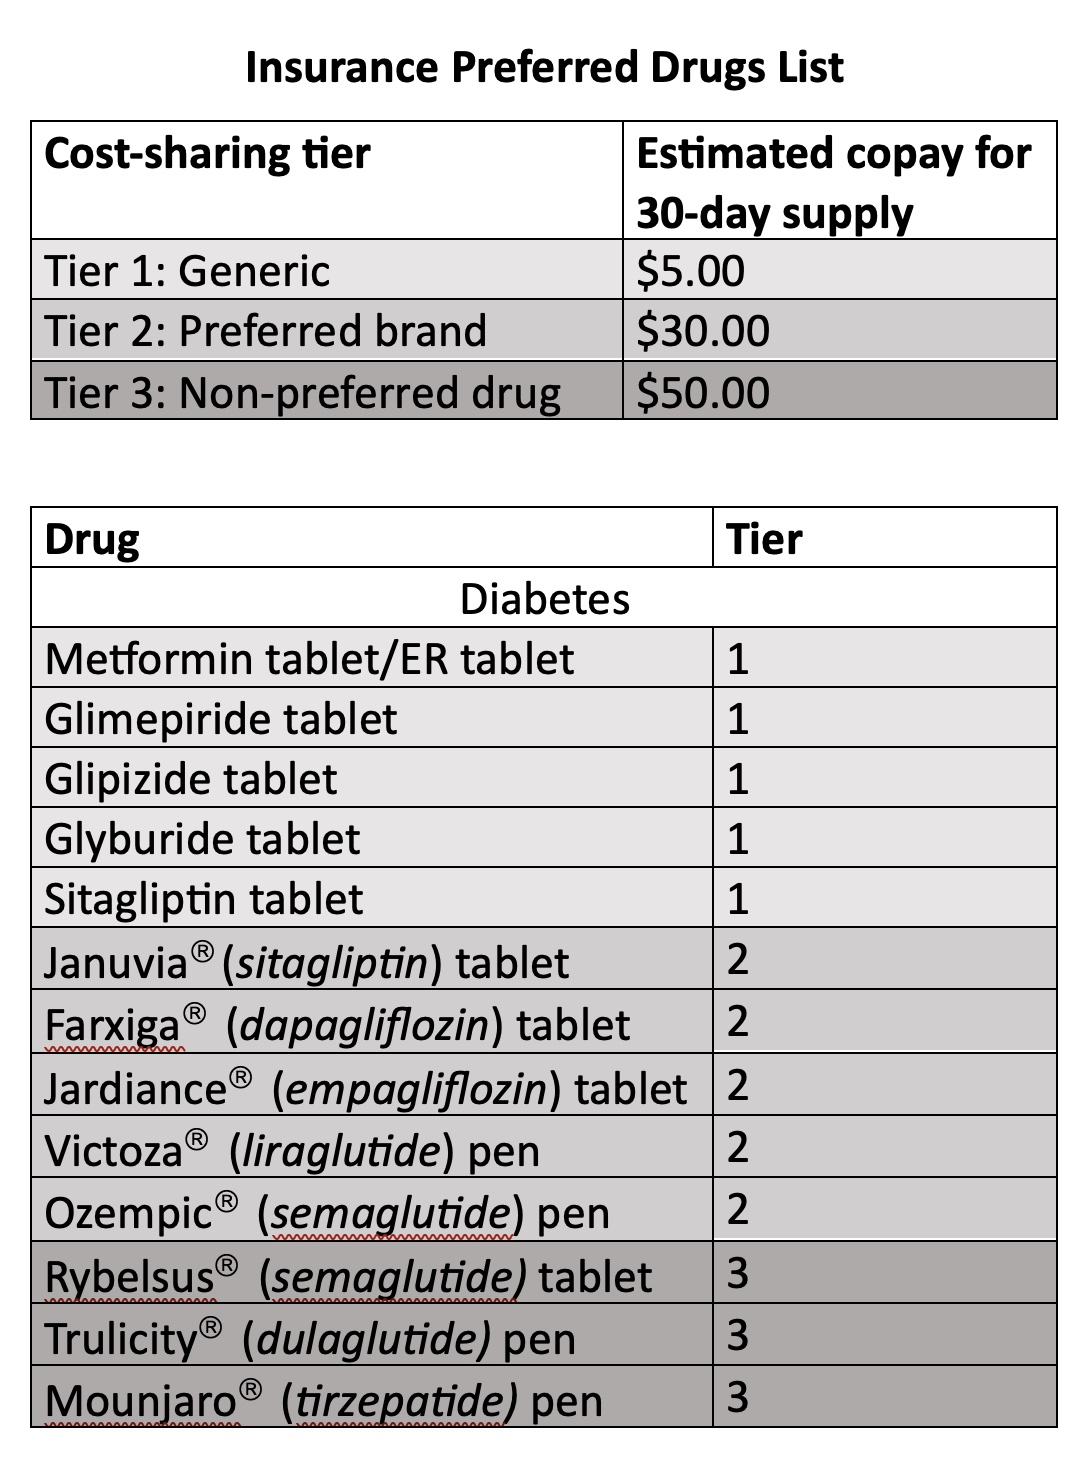 Insurance Preferred Drugs List
Cost-sharing tier
Estimated copay for
30-day supply
Tier 1: Generic
$5.00
Tier 2: Preferred brand
$30.00
Tier 3: Non-preferred drug
$50.00
Drug
Tier
Diabetes
Metformin tablet/ER tablet
1
Glimepiride tablet
1
Glipizide tablet
1
Glyburide tablet
1
Sitagliptin tablet
1
Januvia® (sitagliptin) tablet
2
Farxiga® (dapagliflozin) tablet
2
Jardiance® (empagliflozin) tablet
2
Victoza® (liraglutide) pen
2
Ozempic® (semaglutide) pen
2
Rybelsus® (semaglutide) tablet
3
Trulicity® (dulaglutide) pen
3
Mounjaro® (tirzepatide) pen
3